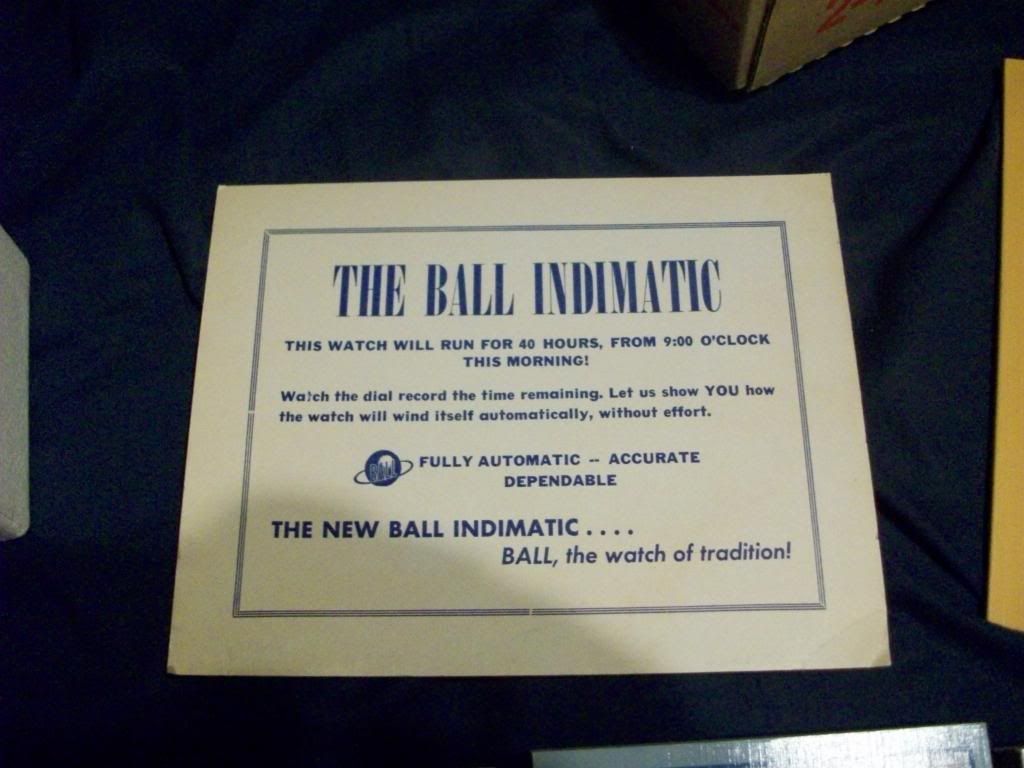 THE BALL INDIMATIC
THIS WATCH WILL RUN FOR 40 HOURS, FROM 9:00 O'CLOCK
THIS MORNING!
Watch the dial record the time remaining. Let us show YOU how
the watch will wind itself automatically, without effort.
BALL
FULLY AUTOMATIC -- ACCURATE
DEPENDABLE
THE NEW BALL INDIMATIC . . . .
BALL, the watch of tradition!